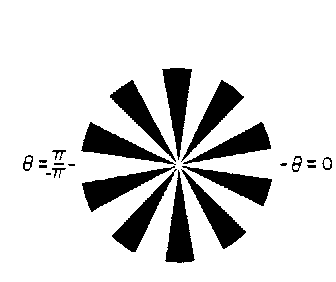 θ = π
-π
θ = 0